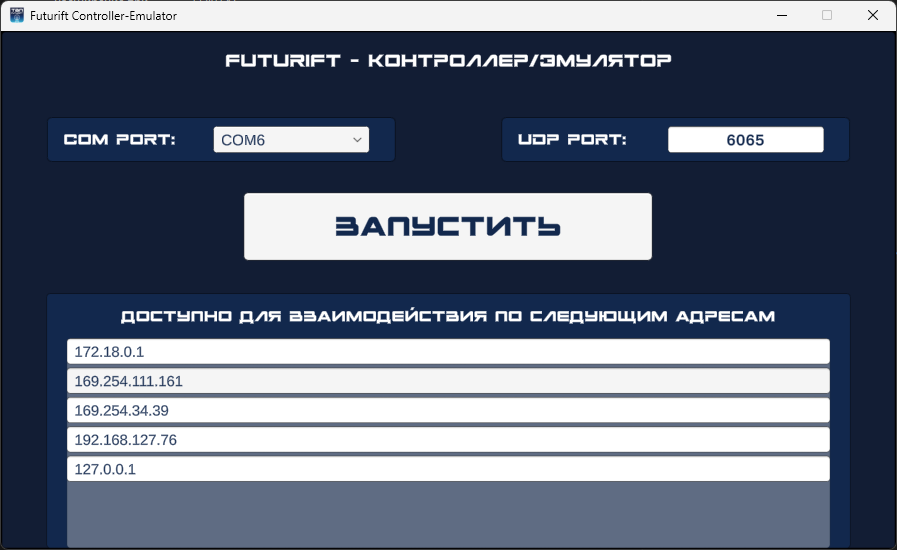 Futurift Controller-Emulator
FUTURIFT - КОНТРОЛЛЕР/ЭМУЛЯТОР
COM PORT: COM6 UDP PORT: 6065
ЗАПУСТИТЬ
ДОСТУПНО ДЛЯ ВЗАИМОДЕЙСТВИЯ ПО СЛЕДУЮЩИМ АДРЕСАМ
172.18.0.1
169.254.111.161
169.254.34.39
192.168.127.76
127.0.0.1